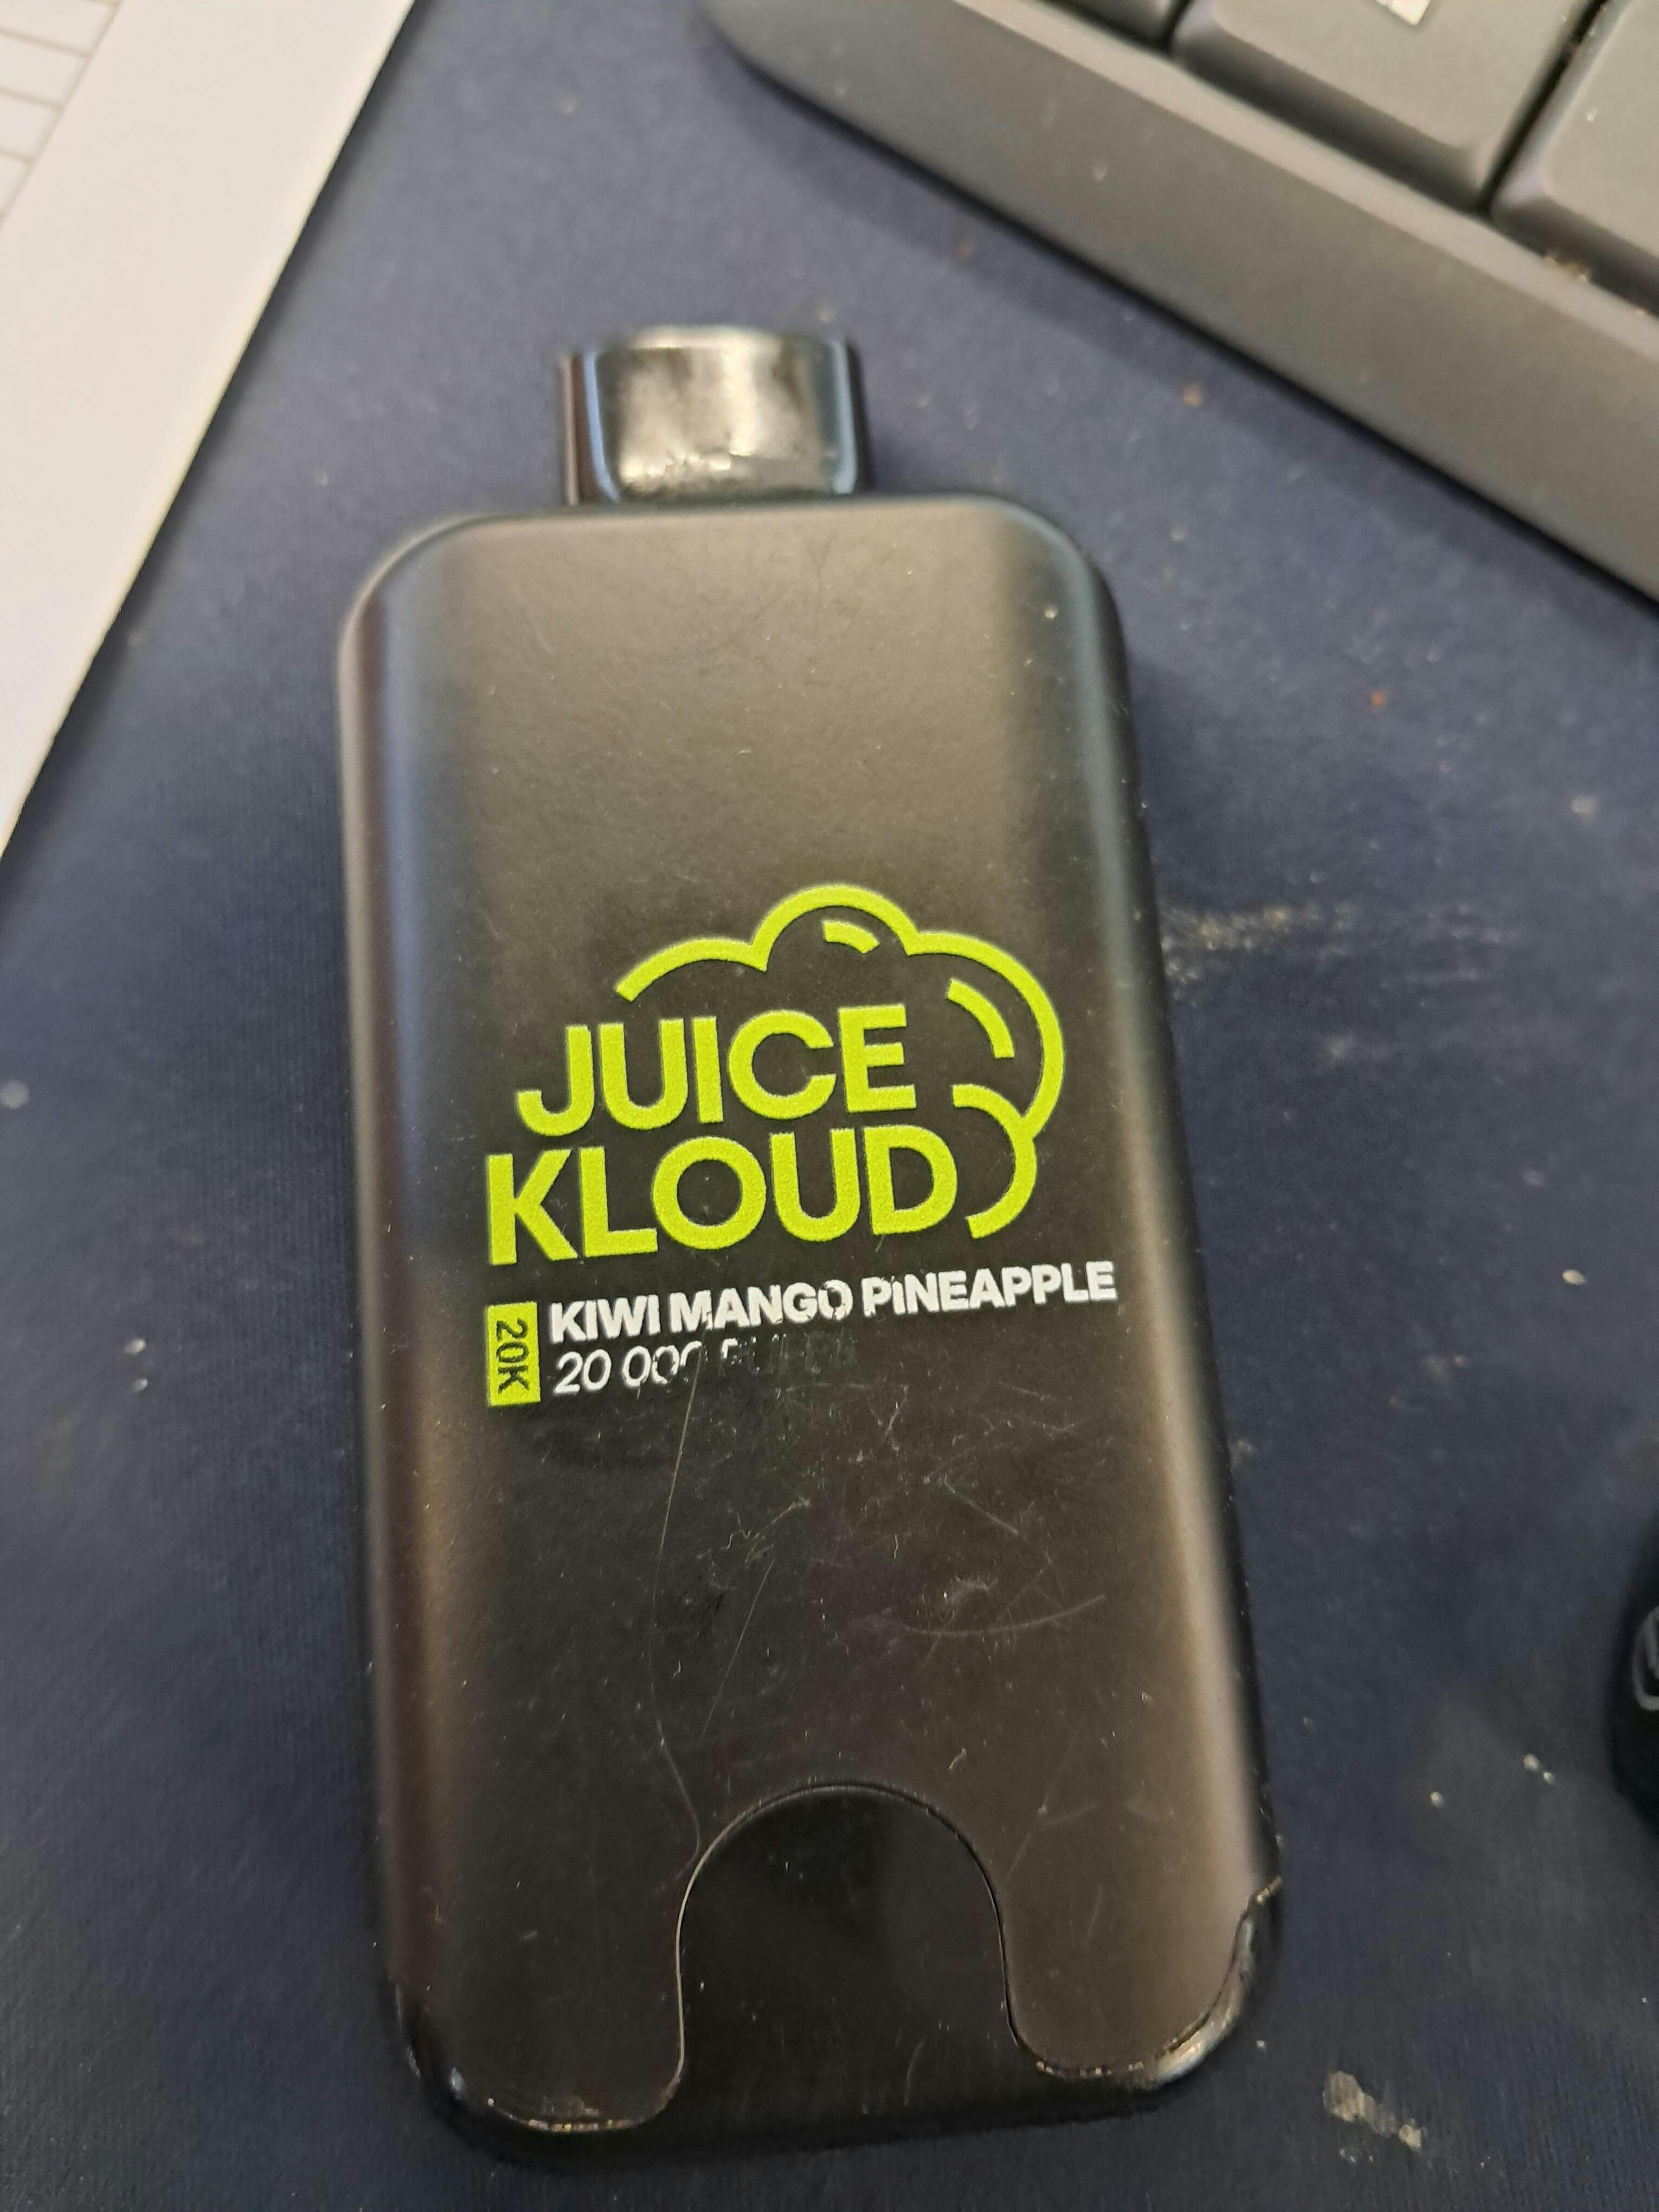 JUICE
KLOUD
20K
KIWI MANGO PINEAPPLE
20 000